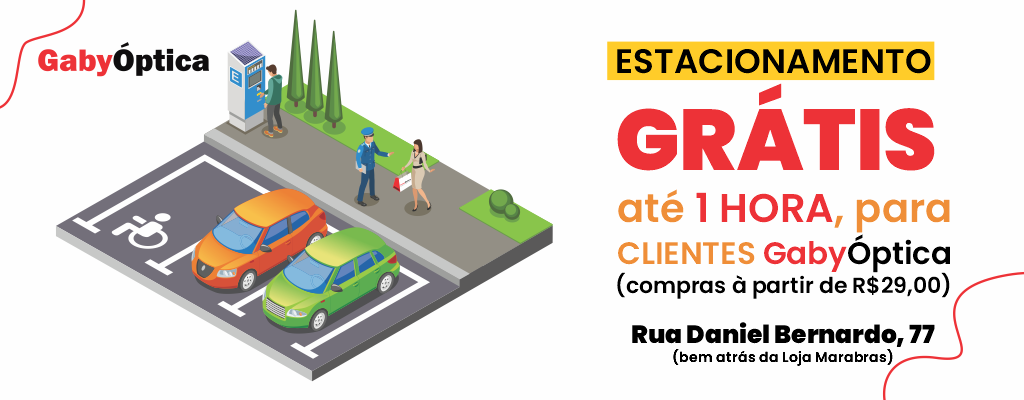 GabyÓptica
E
ESTACIONAMENTO
GRÁTIS
até 1 HORA, para
CLIENTES GabyÓptica
(compras à partir de R$29,00)
Rua Daniel Bernardo, 77
(bem atrás da Loja Marabras)